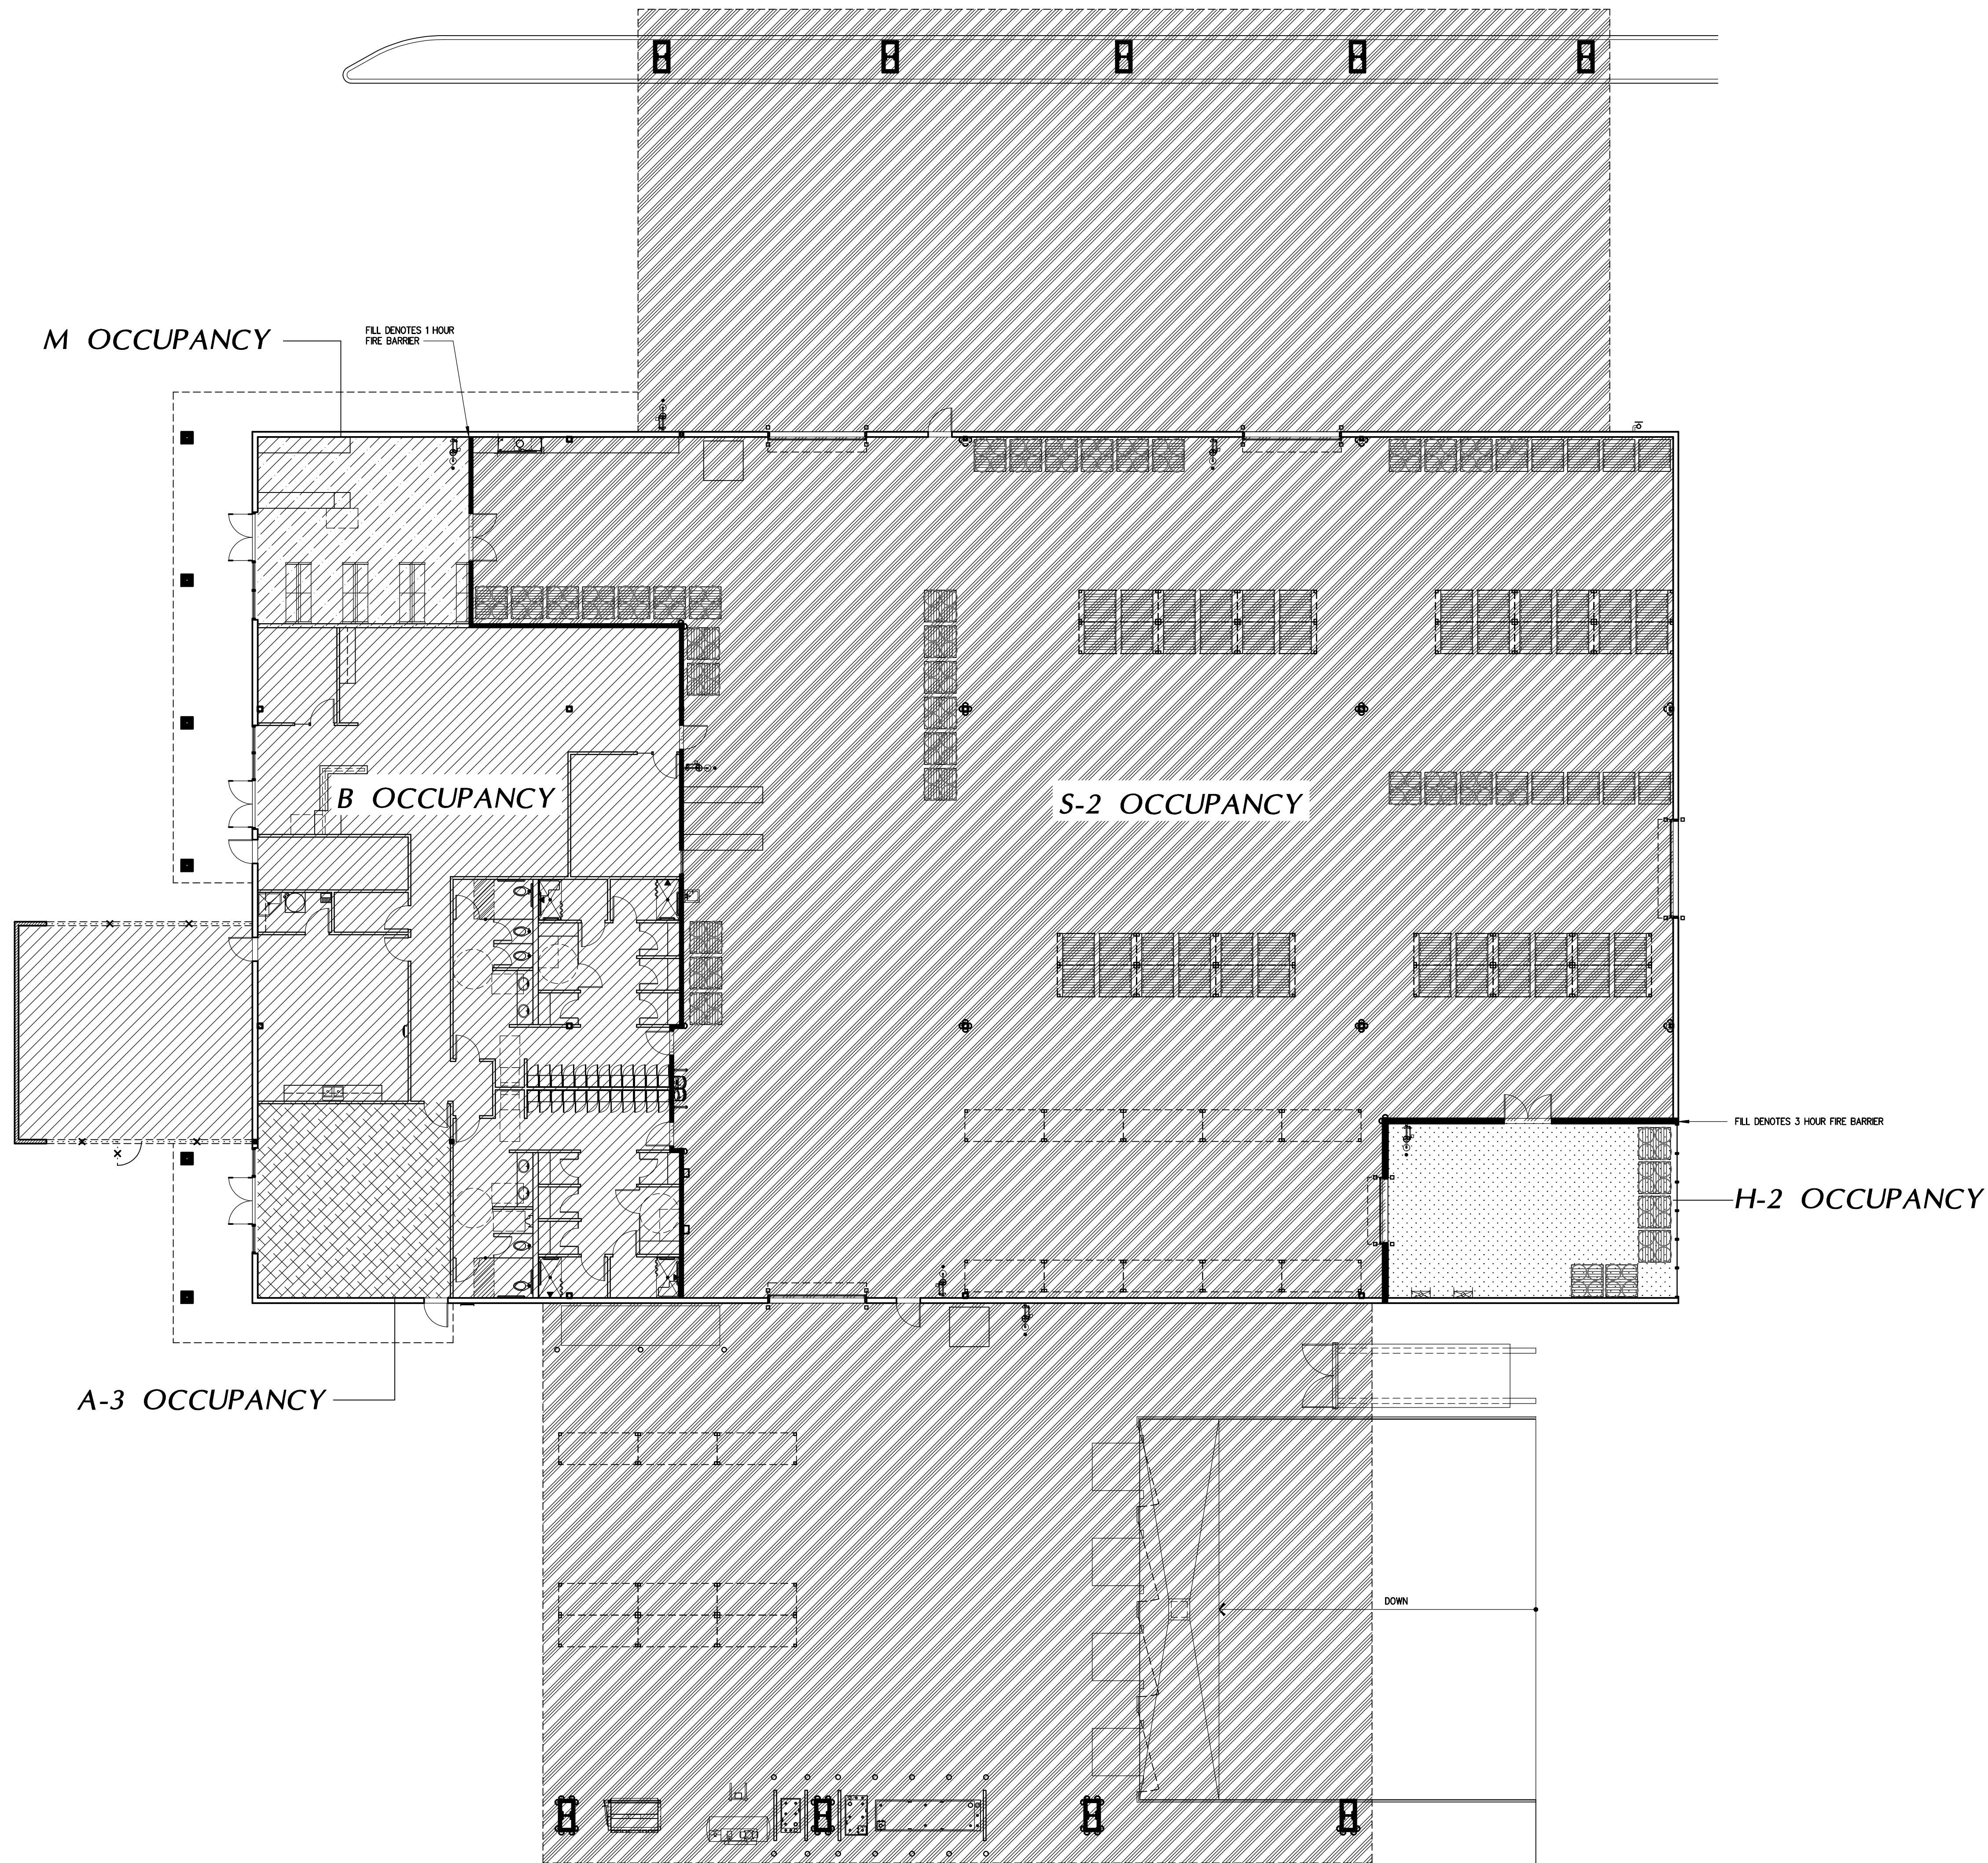 M OCCUPANCY
FILL DENOTES 1 HOUR
FIRE BARRIER
B OCCUPANCY
S-2 OCCUPANCY
FILL DENOTES 3 HOUR FIRE BARRIER
H-2 OCCUPANCY
A-3 OCCUPANCY
DOWN